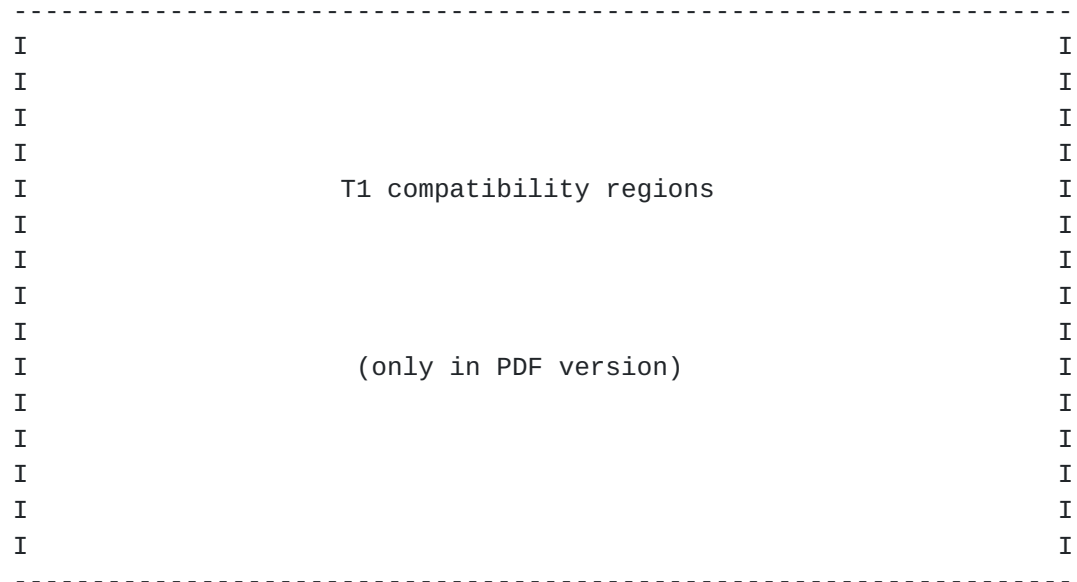 --------------------------------------------------------------------
I                                                                  I
I                                                                  I
I                                                                  I
I                                                                  I
I                    T1 compatibility regions                      I
I                                                                  I
I                                                                  I
I                                                                  I
I                                                                  I
I                     (only in PDF version)                        I
I                                                                  I
I                                                                  I
I                                                                  I
I                                                                  I
I                                                                  I
--------------------------------------------------------------------